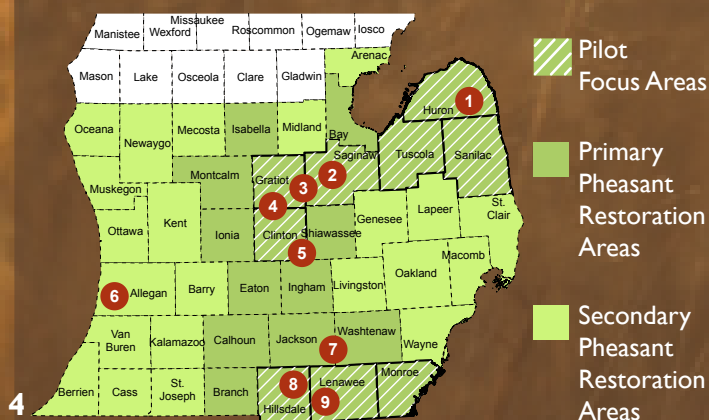 Missaukee
Manistee Wexford Roscommon Ogemaw Iosco
Arenac
Mason Lake Osceola Clare Gladwin
Huron 1
Oceana Newaygo Mecosta Isabella Midland Bay
Saginaw Tuscola Sanilac
Muskegon Montcalm Gratiot 2
3
4
Ottawa Kent Ionia Clinton Shiawassee Genesee Lapeer St.
Clair
5
6 Allegan Barry Eaton Ingham Livingston Oakland Macomb
Van
Buren Kalamazoo Calhoun Jackson Washtenaw Wayne
7
Berrien Cass St.
Joseph Branch Hillsdale Lenawee Monroe
8
9
Pilot
Focus Areas
Primary
Pheasant
Restoration
Areas
Secondary
Pheasant
Restoration
Areas
4